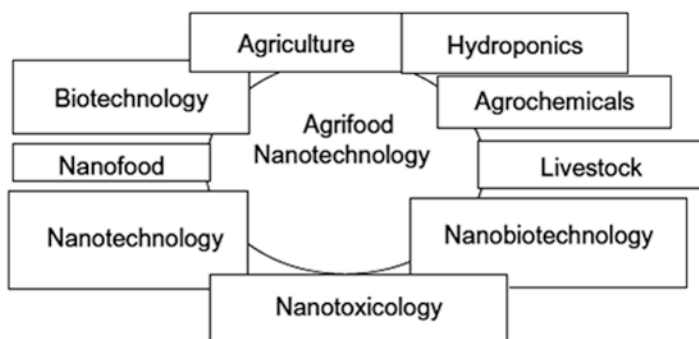 Agriculture
Hydroponics
Biotechnology
Agrochemicals
Agrifood
Nanotechnology
Nanofood
Livestock
Nanotechnology
Nanobiotechnology
Nanotoxicology